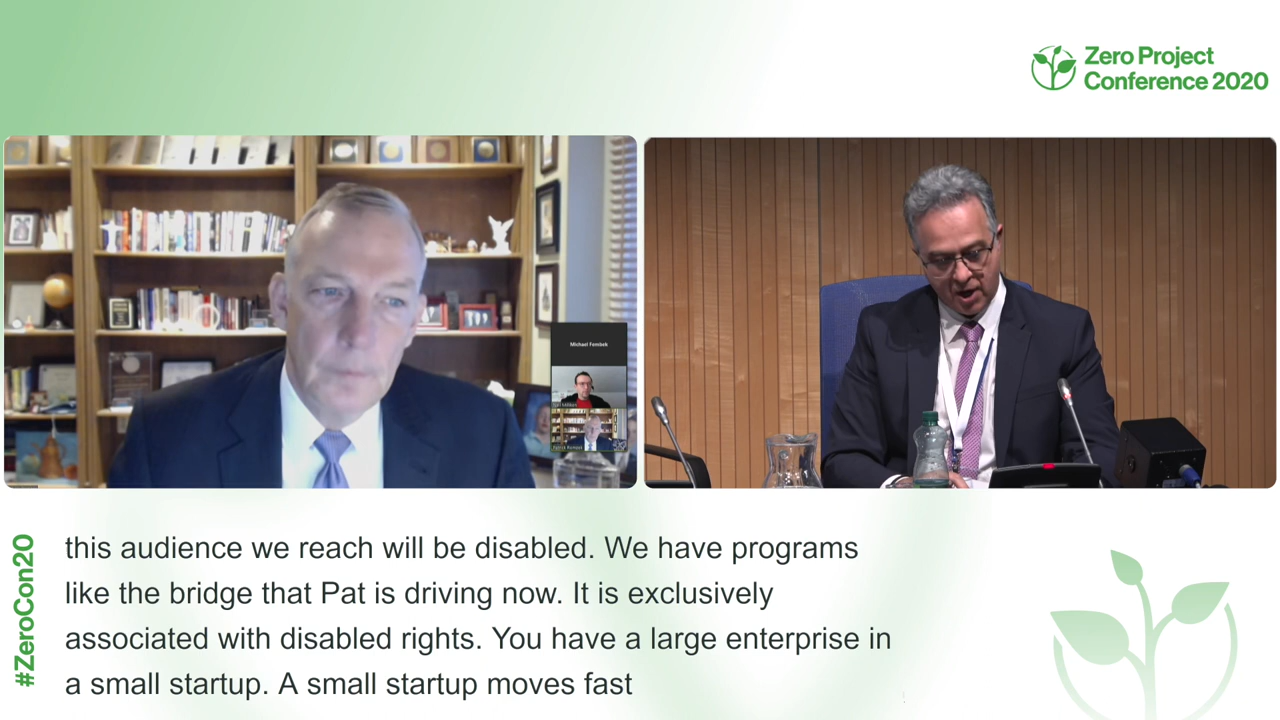 Zero Project
Conference 2020
Michael Fembek
#ZeroCon20
this audience we reach will be disabled. We have programs
like the bridge that Pat is driving now. It is exclusively
associated with disabled rights. You have a large enterprise in
a small startup. A small startup moves fast